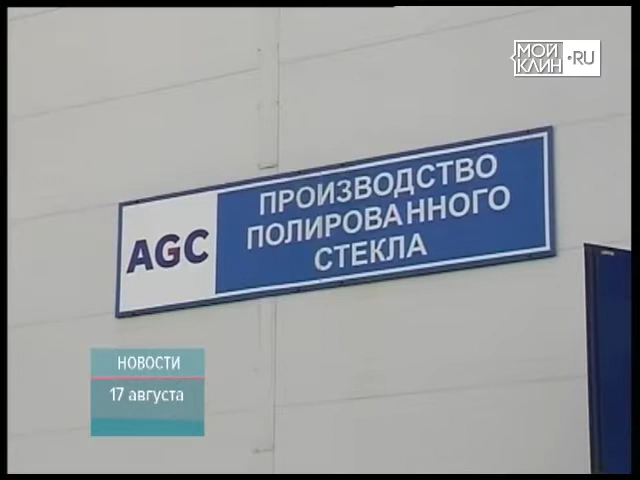 МОЙ
КЛИН.RU
AGC
ПРОИЗВОДСТВО
ПОЛИРОВАННОГО
СТЕКЛА
НОВОСТИ
17 августа